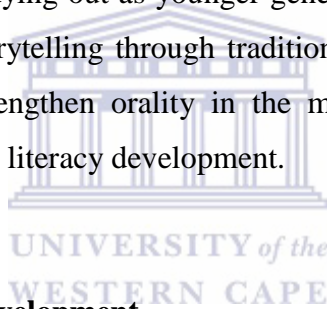 ying out as younger gene
rytelling through tradition
engthen orality in the m
literacy development.
UNIVERSITY of the
WESTERN CAPE
velopment